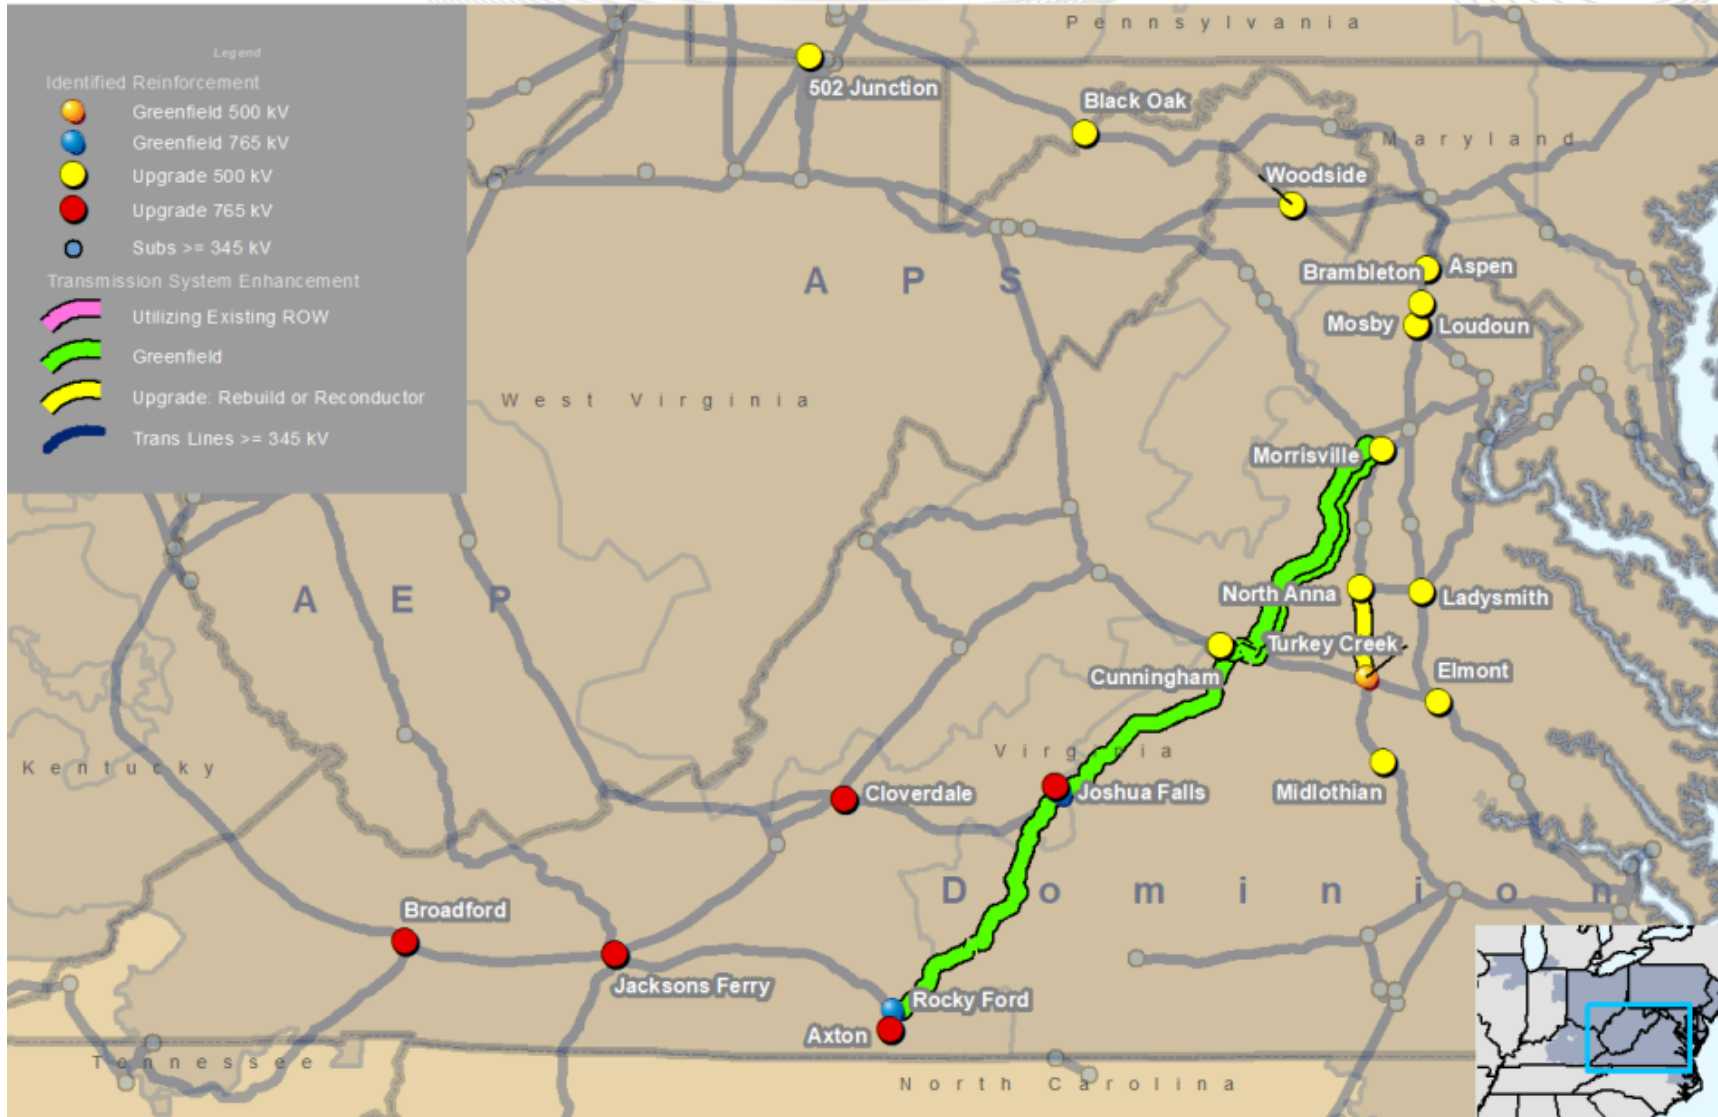 Legend
Identified Reinforcement
Greenfield 500 kV
Greenfield 765 kV
Upgrade 500 kV
Upgrade 765 kV
Subs >= 345 kV
Transmission System Enhancement
Utilizing Existing ROW
Greenfield
Upgrade: Rebuild or Reconductor
Trans Lines >= 345 kV
Pennsylvania
502 Junction
Black Oak
Maryland
Woodside
APS
Brambleton
Aspen
Mosby
Loudoun
West Virginia
Morrisville
AEP
North Anna
Ladysmith
Turkey Creek
Cunningham
Elmont
Virginia
Kentucky
Cloverdale
Joshua Falls
Midlothian
Dominion
Broadford
Jacksons Ferry
Rocky Ford
Axton
Tennessee
North Carolina